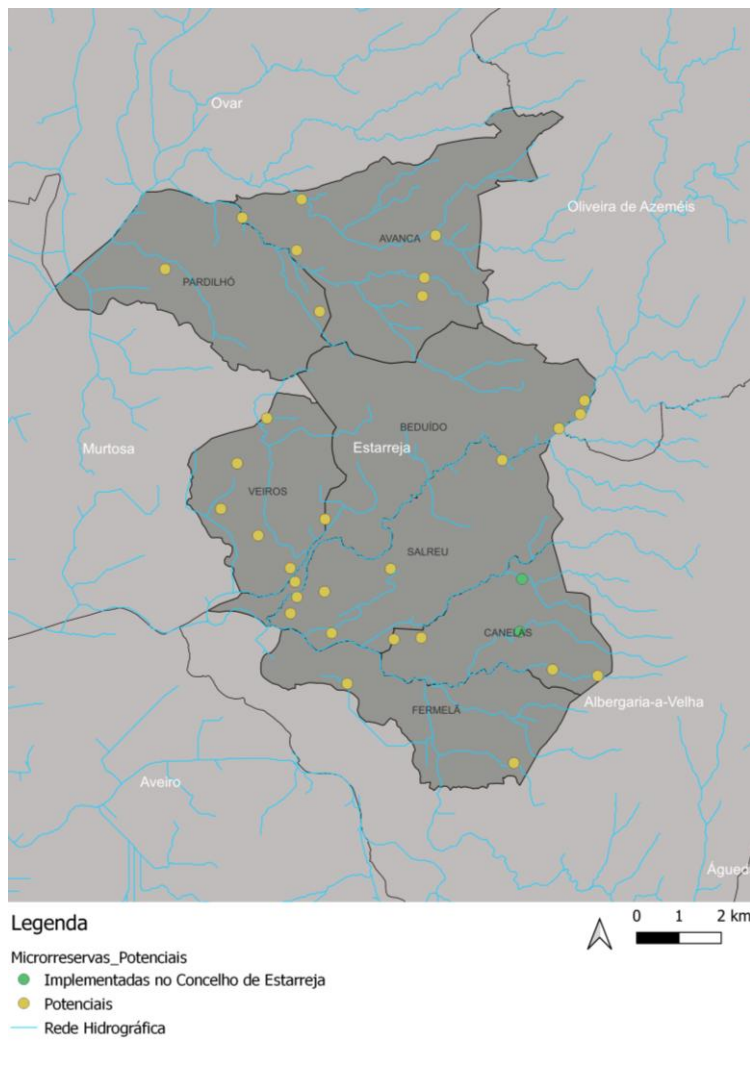 Ovar
Oliveira de Azeméis
AVANCA
PARDILHÓ
BEDUÍDO
Murtosa
Estarreja
VEIROS
SALREU
CANELAS
Albergaria-a-Velha
FERMELÃ
Aveiro
Águed
Legenda
0 1 2 km
Microrreservas_Potenciais
Implementadas no Concelho de Estarreja
Potenciais
Rede Hidrográfica